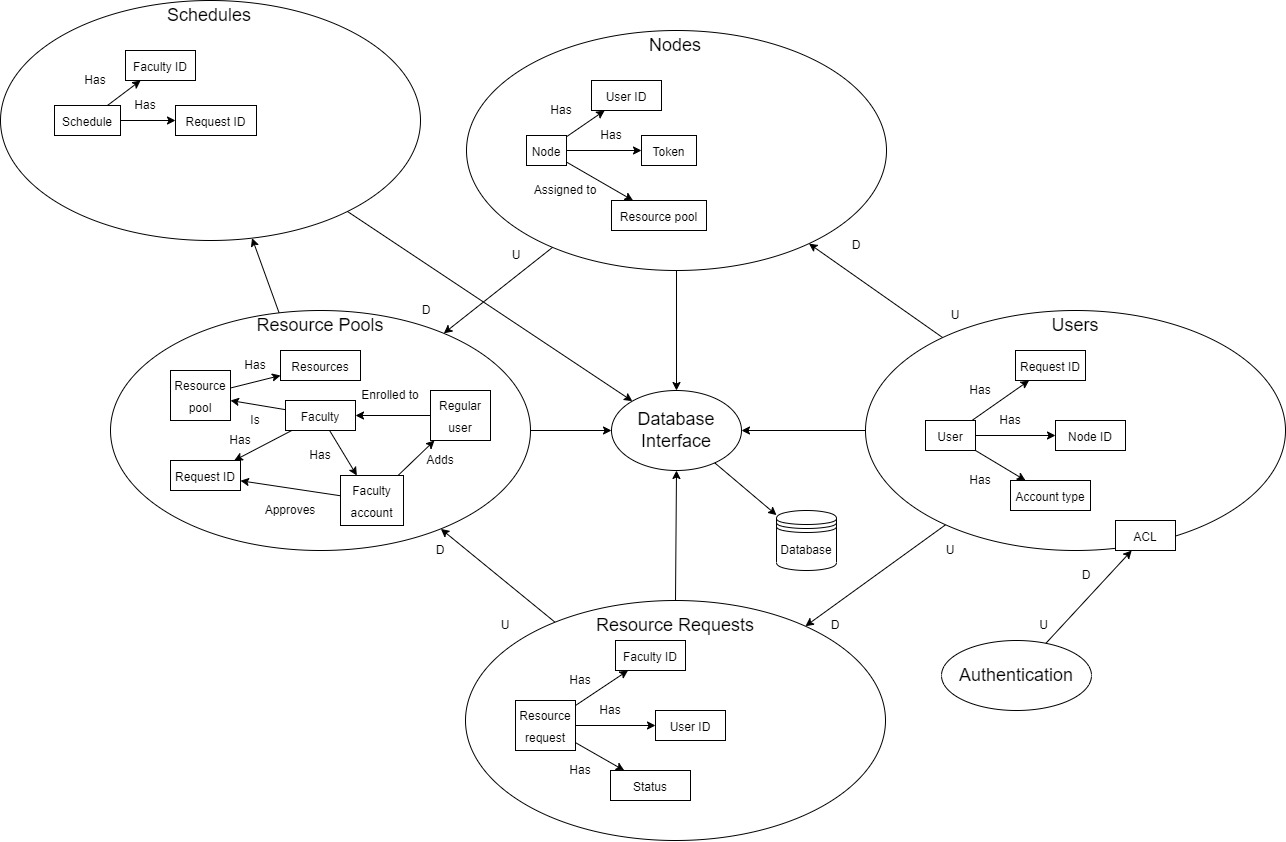 Schedules
Faculty ID
Has
Has
Schedule
Request ID
Nodes
User ID
Has
Has
Node
Token
Assigned to
Resource pool
U
D
D
U
Resource Pools
Has
Resources
Resource
pool
Is
Faculty
Enrolled to
Regular
user
Has
Has
Adds
Request ID
Faculty
account
Approves
D
Database
Interface
Database
Users
Request ID
Has
Has
User
Node ID
Has
Account type
ACL
U
D
D
U
U
Authentication
Resource Requests
Faculty ID
Has
Has
Resource
request
User ID
Has
Status